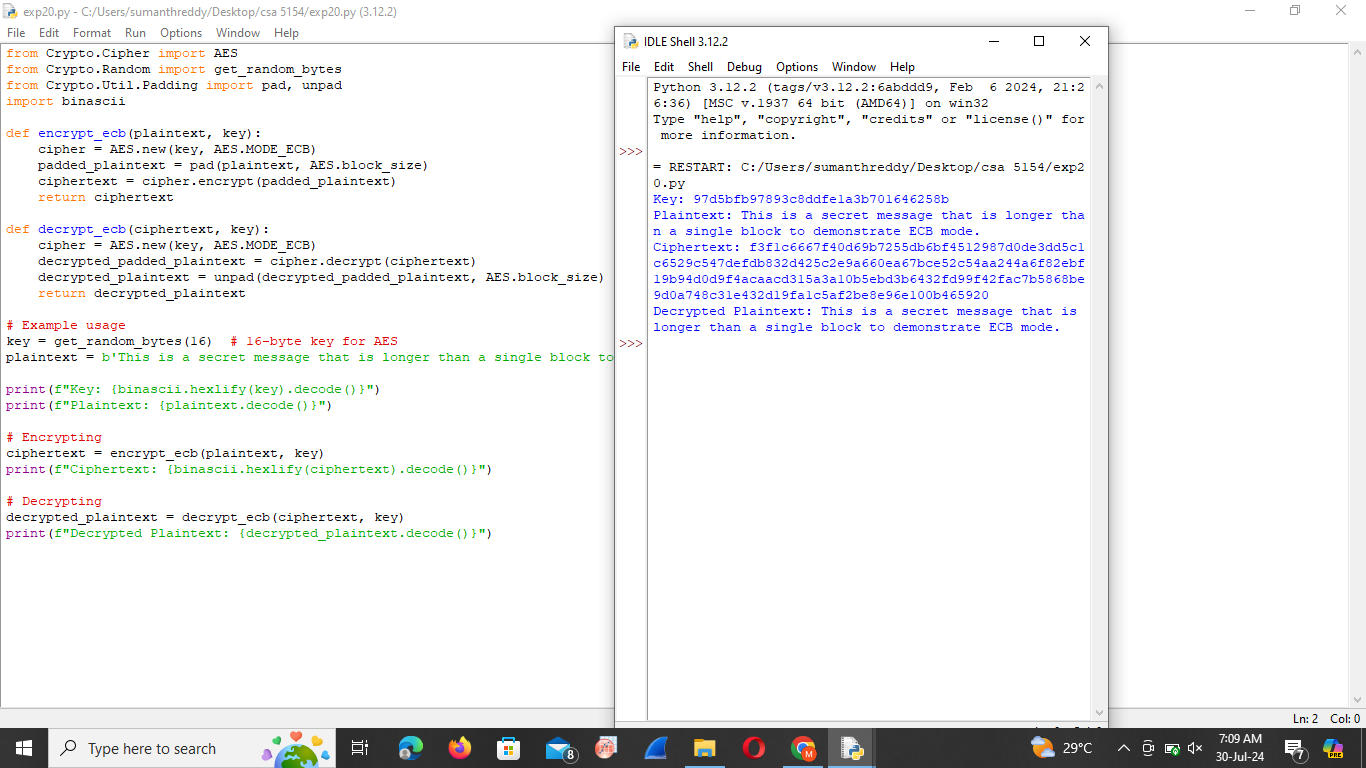 exp20.py - C:/Users/sumanthreddy/Desktop/csa 5154/exp20.py (3.12.2)
File Edit Format Run Options Window Help
from Crypto.Cipher import AES
from Crypto.Random import get_random_bytes
from Crypto.Util.Padding import pad, unpad
import binascii
def encrypt_ecb(plaintext, key):
    cipher = AES.new(key, AES.MODE_ECB)
    padded_plaintext = pad(plaintext, AES.block_size)
    ciphertext = cipher.encrypt(padded_plaintext)
    return ciphertext
def decrypt_ecb(ciphertext, key):
    cipher = AES.new(key, AES.MODE_ECB)
    decrypted_padded_plaintext = cipher.decrypt(ciphertext)
    decrypted_plaintext = unpad(decrypted_padded_plaintext, AES.block_size)
    return decrypted_plaintext
# Example usage
key = get_random_bytes(16)  # 16-byte key for AES
plaintext = b'This is a secret message that is longer than a single block to
print(f"Key: {binascii.hexlify(key).decode()}")
print(f"Plaintext: {plaintext.decode()}")
# Encrypting
ciphertext = encrypt_ecb(plaintext, key)
print(f"Ciphertext: {binascii.hexlify(ciphertext).decode()}")
# Decrypting
decrypted_plaintext = decrypt_ecb(ciphertext, key)
print(f"Decrypted Plaintext: {decrypted_plaintext.decode()}")
IDLE Shell 3.12.2
File Edit Shell Debug Options Window Help
Python 3.12.2 (tags/v3.12.2:6abddd9, Feb  6 2024, 21:2
6:36) [MSC v.1937 64 bit (AMD64)] on win32
Type "help", "copyright", "credits" or "license()" for
 more information.
>>>
= RESTART: C:/Users/sumanthreddy/Desktop/csa 5154/exp2
0.py
Key: 97d5bfb97893c8ddfe1a3b701646258b
Plaintext: This is a secret message that is longer tha
n a single block to demonstrate ECB mode.
Ciphertext: f3f1c6667f40d69b7255db6bf4512987d0de3dd5c1
c6529c547defdb832d425c2e9a660ea67bce52c54aa244a6f82ebf
19b94d0d9f4acaacd315a3a10b5ebd3b6432fd99f42fac7b5868be
9d0a748c31e432d19fa1c5af2be8e96e100b465920
Decrypted Plaintext: This is a secret message that is
longer than a single block to demonstrate ECB mode.
>>>
Ln: 2 Col: 0
Type here to search
8
M
29°C
7:09 AM
30-Jul-24
7
PRE